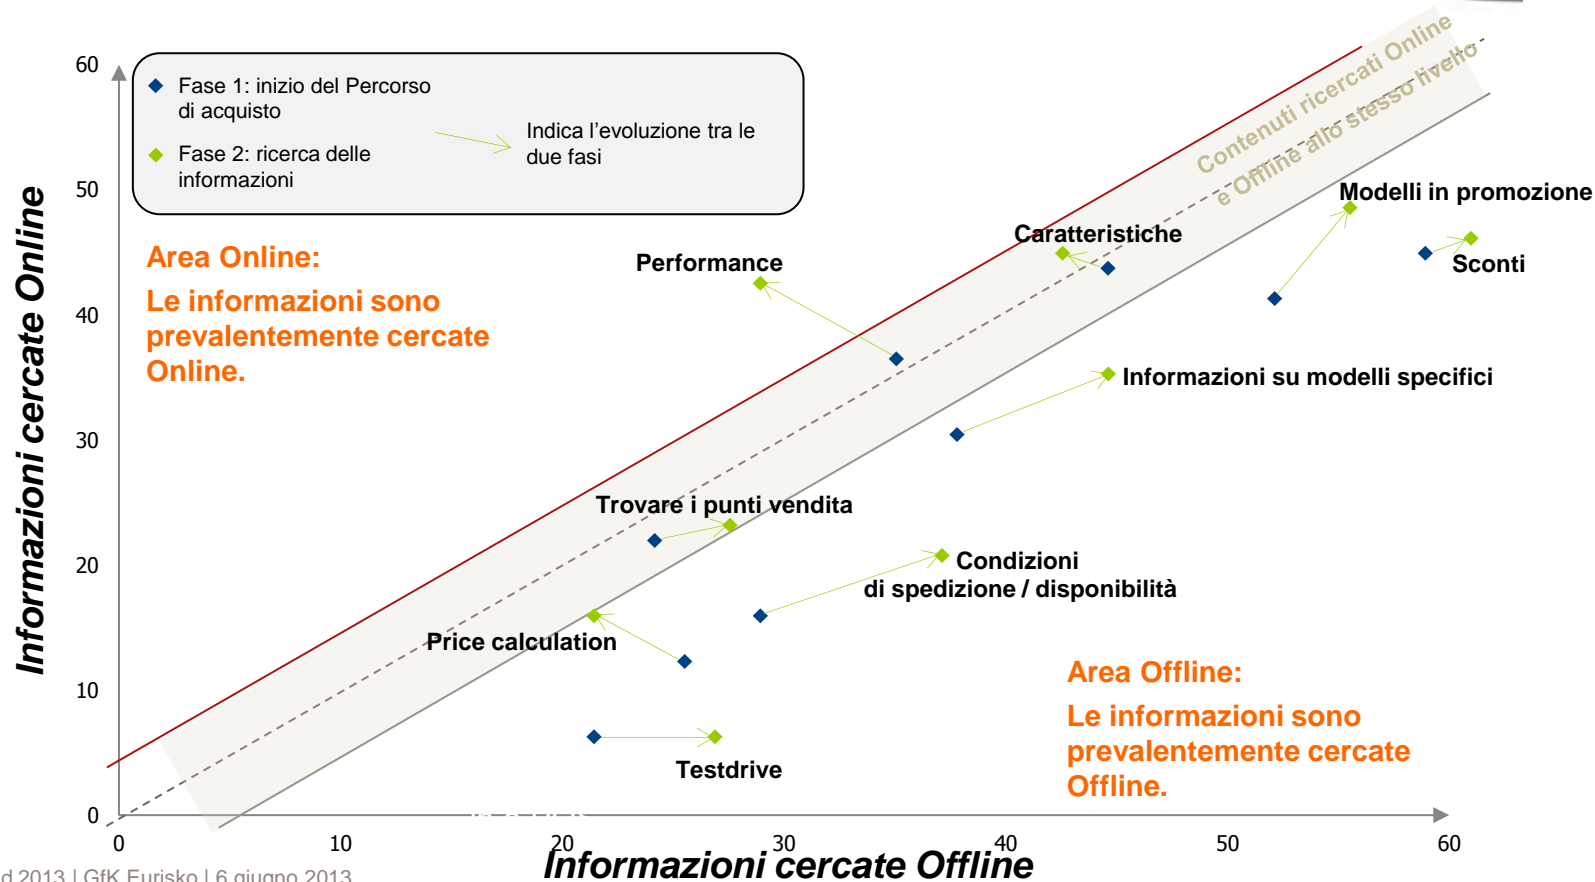 60
50
40
30
20
10
0
Informazioni cercate Online
Fase 1: inizio del Percorso
di acquisto
Fase 2: ricerca delle
informazioni
Indica l’evoluzione tra le
due fasi
Contenuti ricercati Online
e Offline allo stesso livello
Area Online:
Le informazioni sono
prevalentemente cercate
Online.
Performance
Caratteristiche
Modelli in promozione
Sconti
Informazioni su modelli specifici
Trovare i punti vendita
Condizioni
di spedizione / disponibilità
Price calculation
Testdrive
Area Offline:
Le informazioni sono
prevalentemente cercate
Offline.
0 10 20 30 40 50 60
Informazioni cercate Offline
2013 | GfK Eurisko | 6 giugno 2013